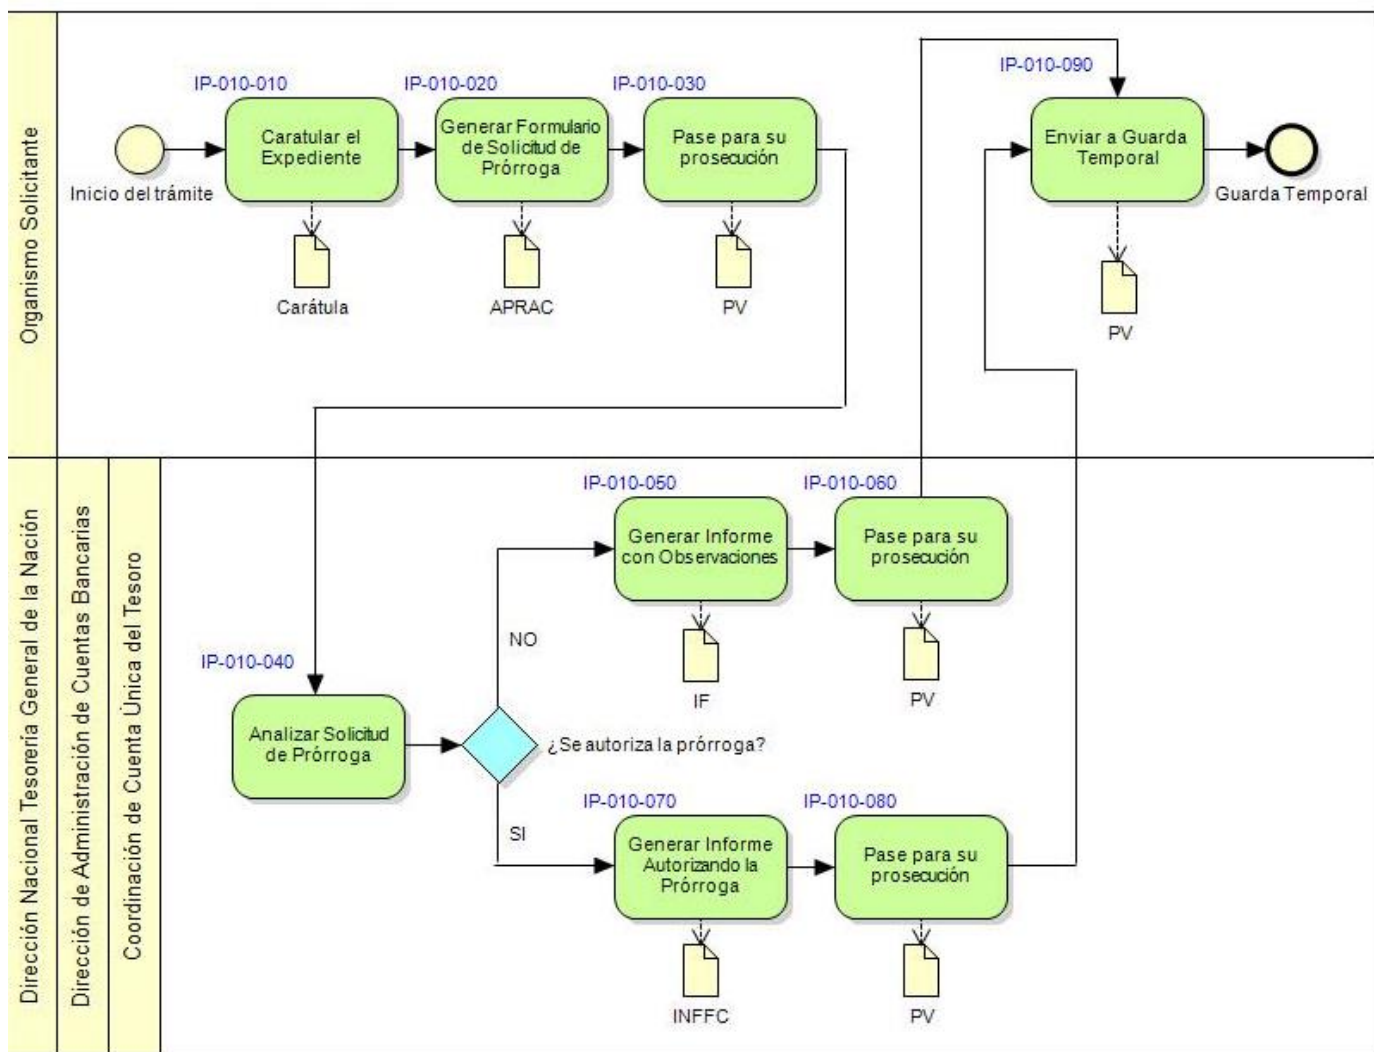 Organismo Solicitante
IP-010-010
IP-010-020
IP-010-030
IP-010-090
Inicio del trámite
Caratular el
Expediente
Generar Formulario
de Solicitud de
Prórroga
Pase para su
prosecución
Enviar a Guarda
Temporal
Guarda Temporal
Carátula
APRAC
PV
PV
Dirección Nacional Tesorería General de la Nación
Dirección de Administración de Cuentas Bancarias
Coordinación de Cuenta Única del Tesoro
IP-010-050
IP-010-060
Generar Informe
con Observaciones
Pase para su
prosecución
NO
IF
PV
IP-010-040
Analizar Solicitud
de Prórroga
¿Se autoriza la prórroga?
SI
IP-010-070
IP-010-080
Generar Informe
Autorizando la
Prórroga
Pase para su
prosecución
INFFC
PV